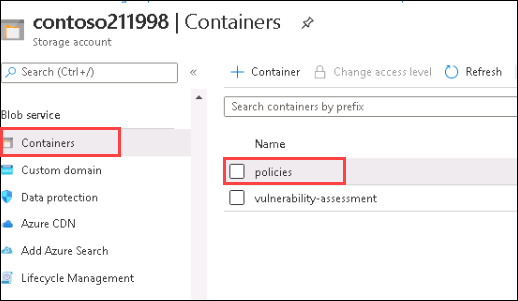 contoso211998 | Containers
Storage account
Search (Ctrl+/)
«
+ Container
Change access level
Refresh
Search containers by prefix
Blob service
Containers
Custom domain
Data protection
Azure CDN
Add Azure Search
Lifecycle Management
Name
policies
vulnerability-assessment